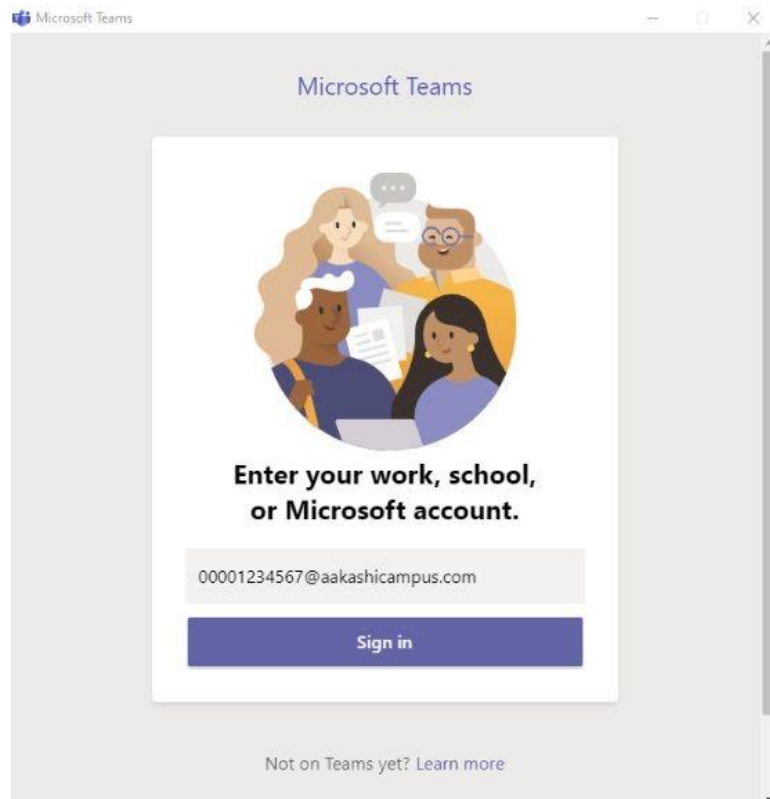 Microsoft Teams
Microsoft Teams
Enter your work, school,
or Microsoft account.
00001234567@aakashicampus.com
Sign in
Not on Teams yet? Learn more